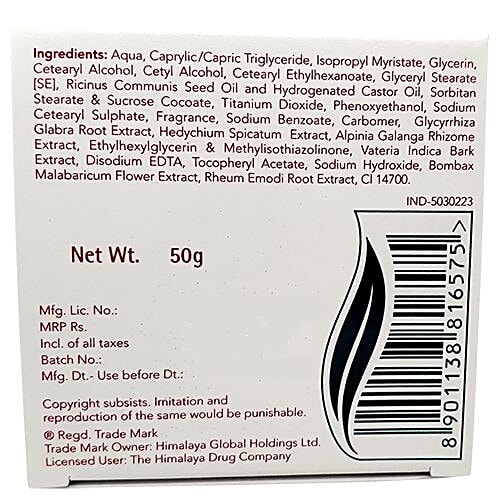 Ingredients: Aqua, Caprylic/Capric Triglyceride, Isopropyl Myristate, Glycerin,
Cetearyl Alcohol, Cetyl Alcohol, Cetearyl Ethylhexanoate, Glyceryl Stearate
[SE], Ricinus Communis Seed Oil and Hydrogenated Castor Oil, Sorbitan
Stearate & Sucrose Cocoate, Titanium Dioxide, Phenoxyethanol, Sodium
Cetearyl Sulphate, Fragrance, Sodium Benzoate, Carbomer, Glycyrrhiza
Glabra Root Extract, Hedychium Spicatum Extract, Alpinia Galanga Rhizome
Extract, Ethylhexylglycerin & Methylisothiazolinone, Vateria Indica Bark
Extract, Disodium EDTA, Tocopheryl Acetate, Sodium Hydroxide, Bombax
Malabaricum Flower Extract, Rheum Emodi Root Extract, CI 14700.
IND-5030223
Net Wt. 50g
Mfg. Lic. No.:
MRP Rs.
Incl. of all taxes
Batch No.:
Mfg. Dt.- Use before Dt.:
Copyright subsists. Imitation and
reproduction of the same would be punishable.
® Regd. Trade Mark
Trade Mark Owner: Himalaya Global Holdings Ltd.
Licensed User: The Himalaya Drug Company
8 901138 816575 >